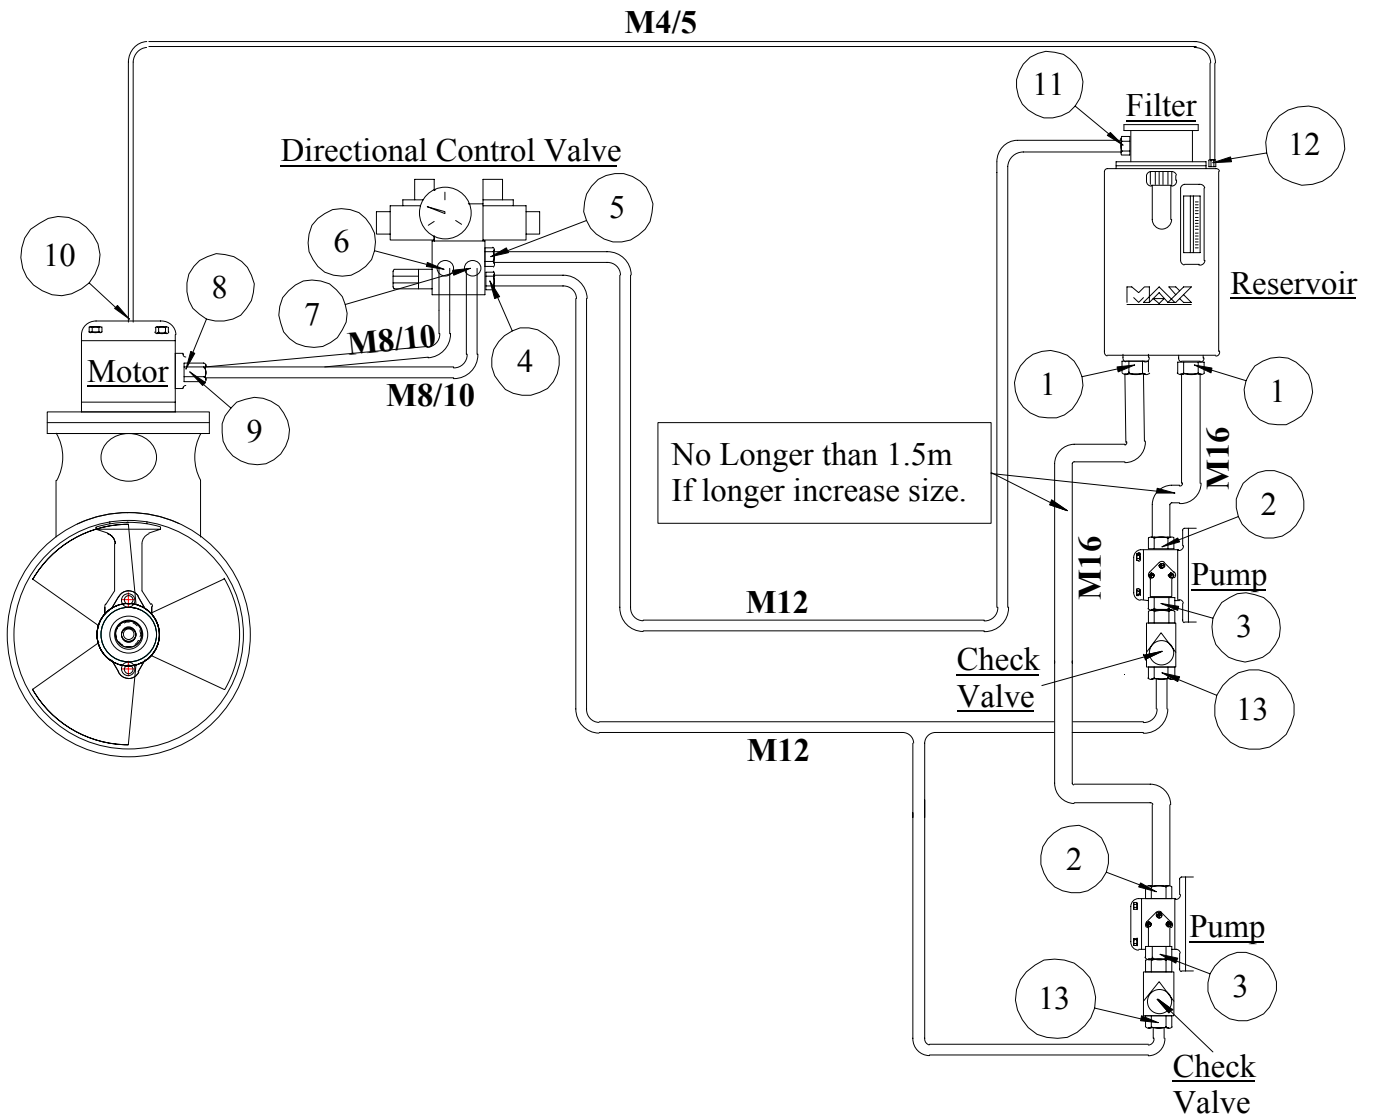 M4/5
11
Filter
12
Directional Control Valve
5
6
10
8
7
Reservoir
MAX
M8/10
4
Motor
M8/10
1
1
9
No Longer than 1.5m
If longer increase size.
M16
2
M16
Pump
M12
3
Check
Valve
13
M12
2
Pump
3
13
Check
Valve